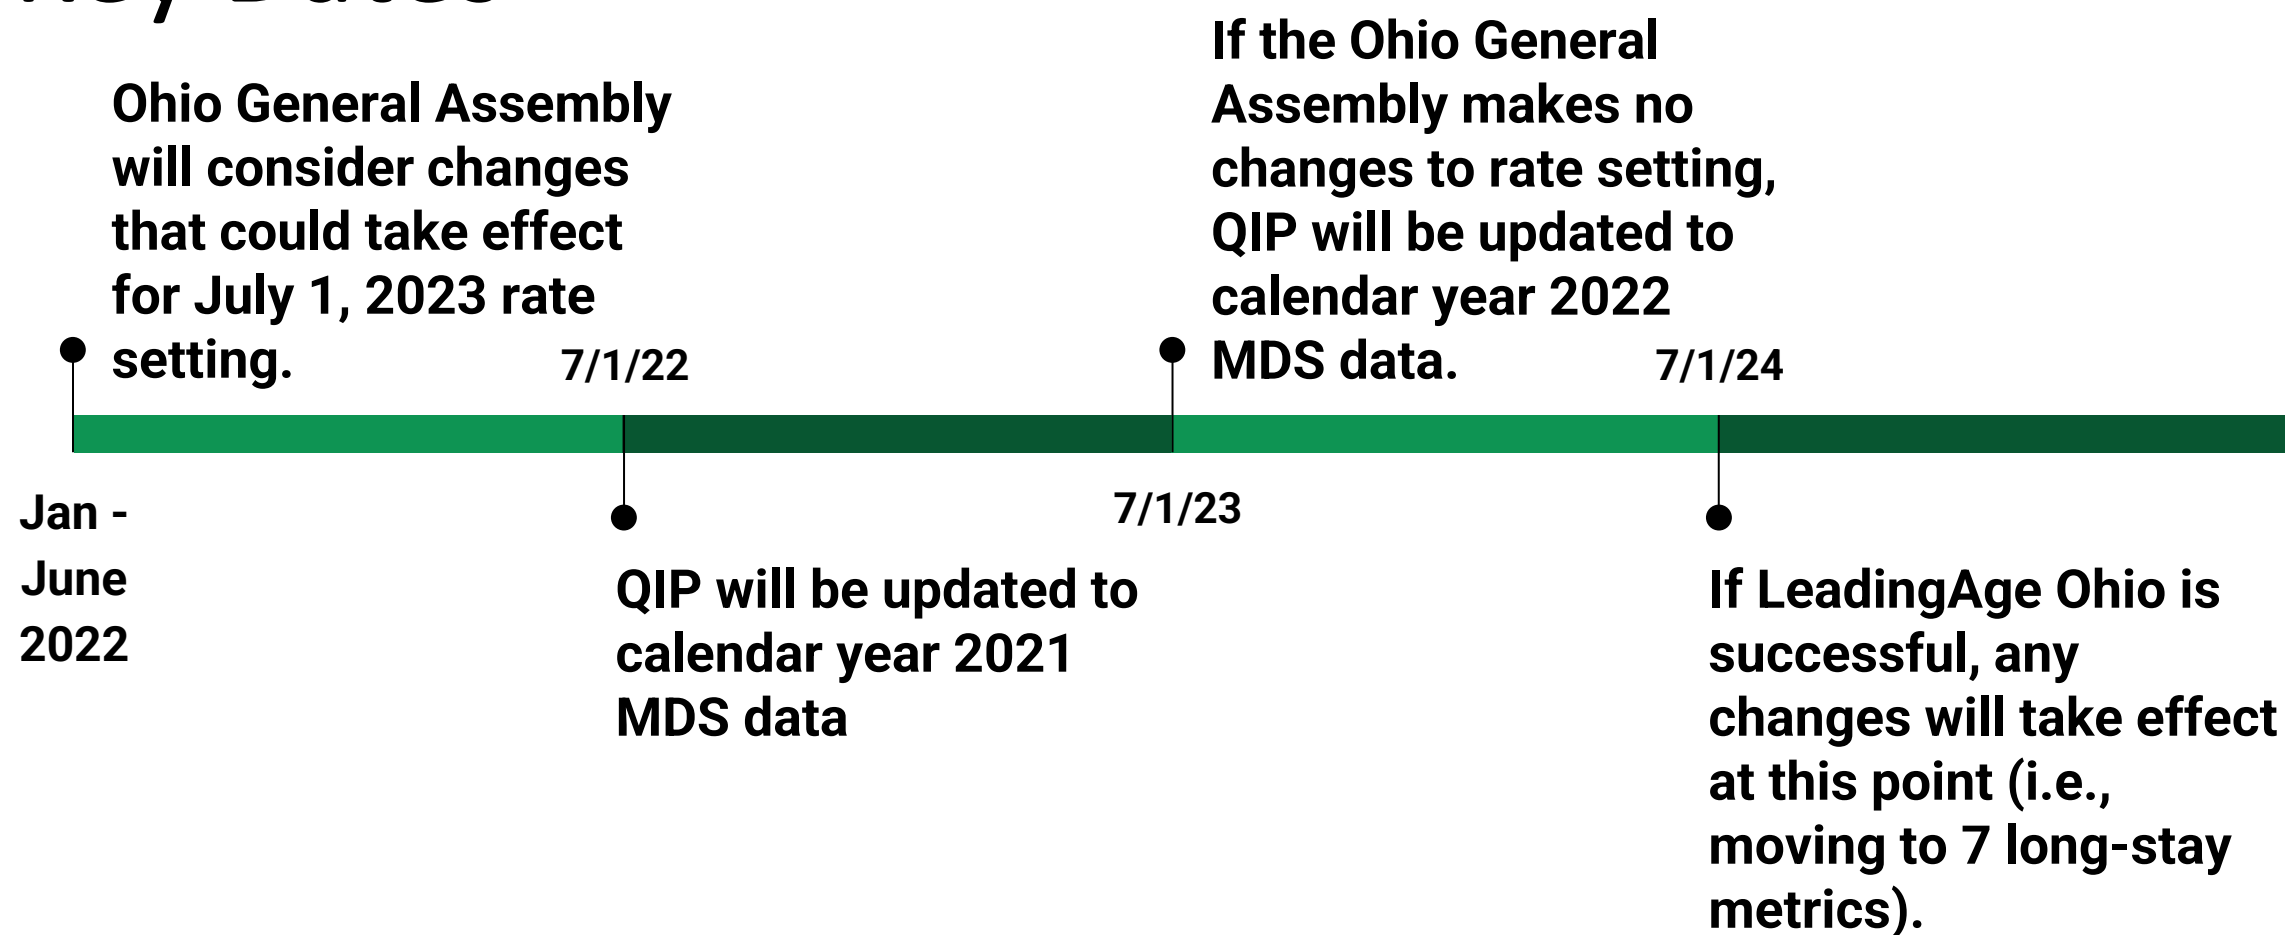 Key Dates
Ohio General Assembly
will consider changes
that could take effect
for July 1, 2023 rate
setting.
7/1/22
If the Ohio General
Assembly makes no
changes to rate setting,
QIP will be updated to
calendar year 2022
MDS data.
7/1/24
Jan -
June
2022
QIP will be updated to
calendar year 2021
MDS data
7/1/23
If LeadingAge Ohio is
successful, any
changes will take effect
at this point (i.e.,
moving to 7 long-stay
metrics).